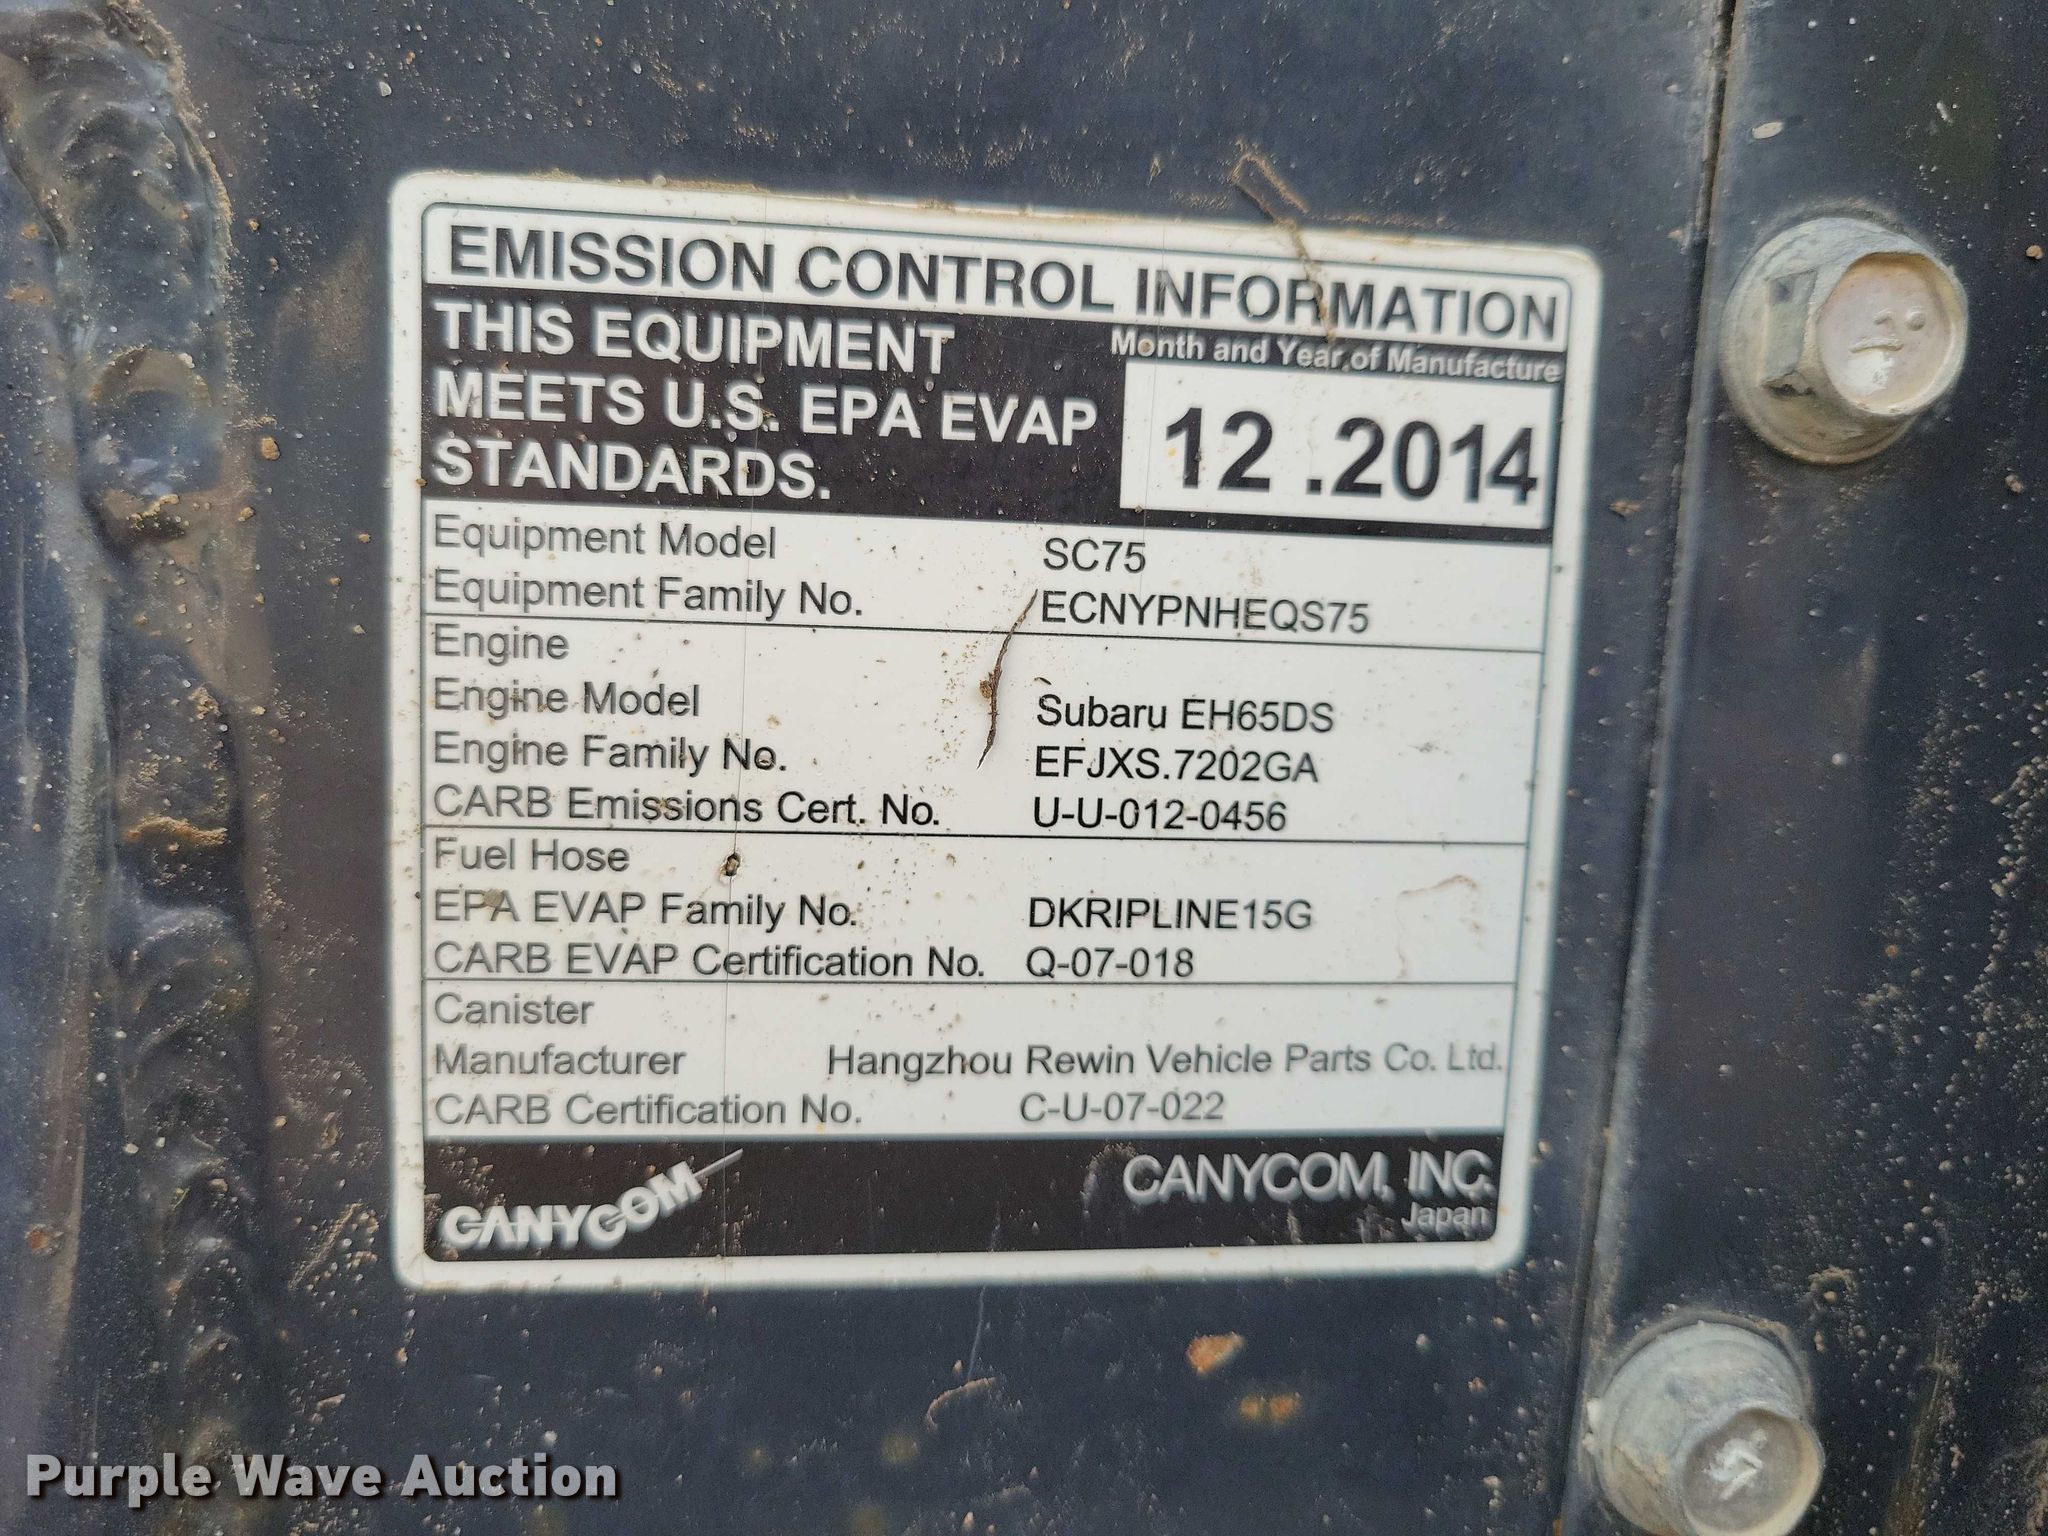 EMISSION CONTROL INFORMATION
THIS EQUIPMENT
MEETS U.S. EPA EVAP
STANDARDS.
Month and Year of Manufacture
12 .2014
Equipment Model SC75
Equipment Family No. ECNYPNHEQS75
Engine
Engine Model Subaru EH65DS
Engine Family No. EFJXS.7202GA
CARB Emissions Cert. No. U-U-012-0456
Fuel Hose
EPA EVAP Family No. DKRIPLINE15G
CARB EVAP Certification No. Q-07-018
Canister
Manufacturer Hangzhou Rewin Vehicle Parts Co. Ltd.
CARB Certification No. C-U-07-022
CANYCOM
CANYCOM, INC.
Japan
Purple Wave Auction